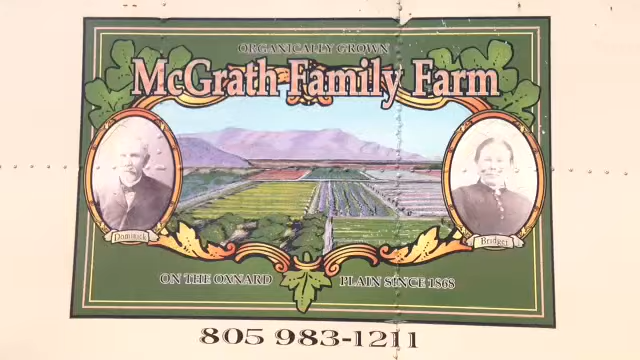 ORGANICALLY GROWN
McGrath Family Farm
Dominick
Bridget
ON THE OXNARD PLAIN SINCE 1868
805 983-1211